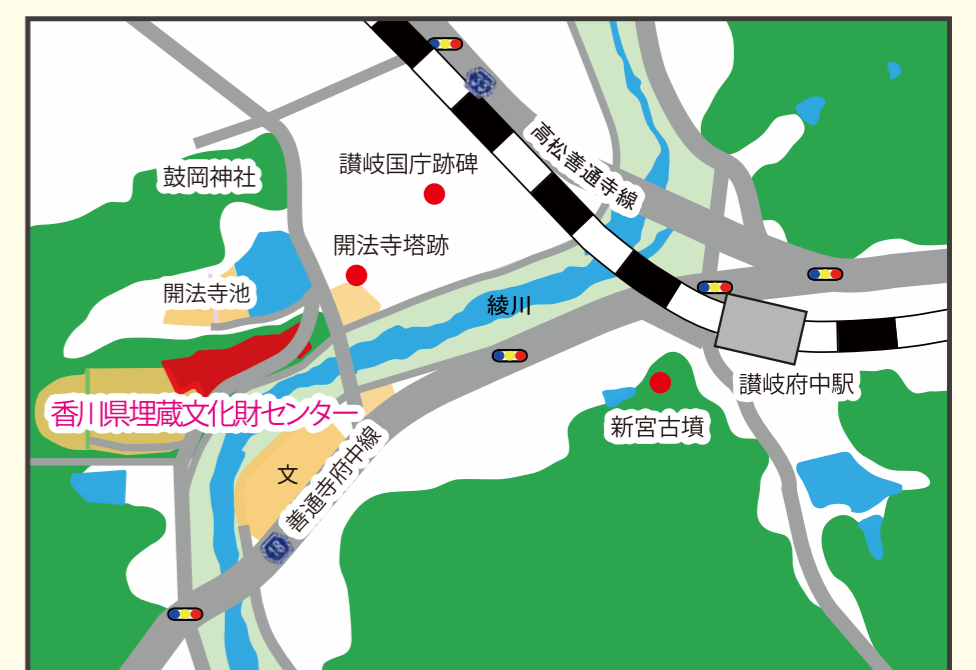 33
高松善通寺線
讃岐国庁跡碑
鼓岡神社
開法寺塔跡
開法寺池
綾川
讃岐府中駅
香川県埋蔵文化財センター
新宮古墳
文
善通寺府中線
18